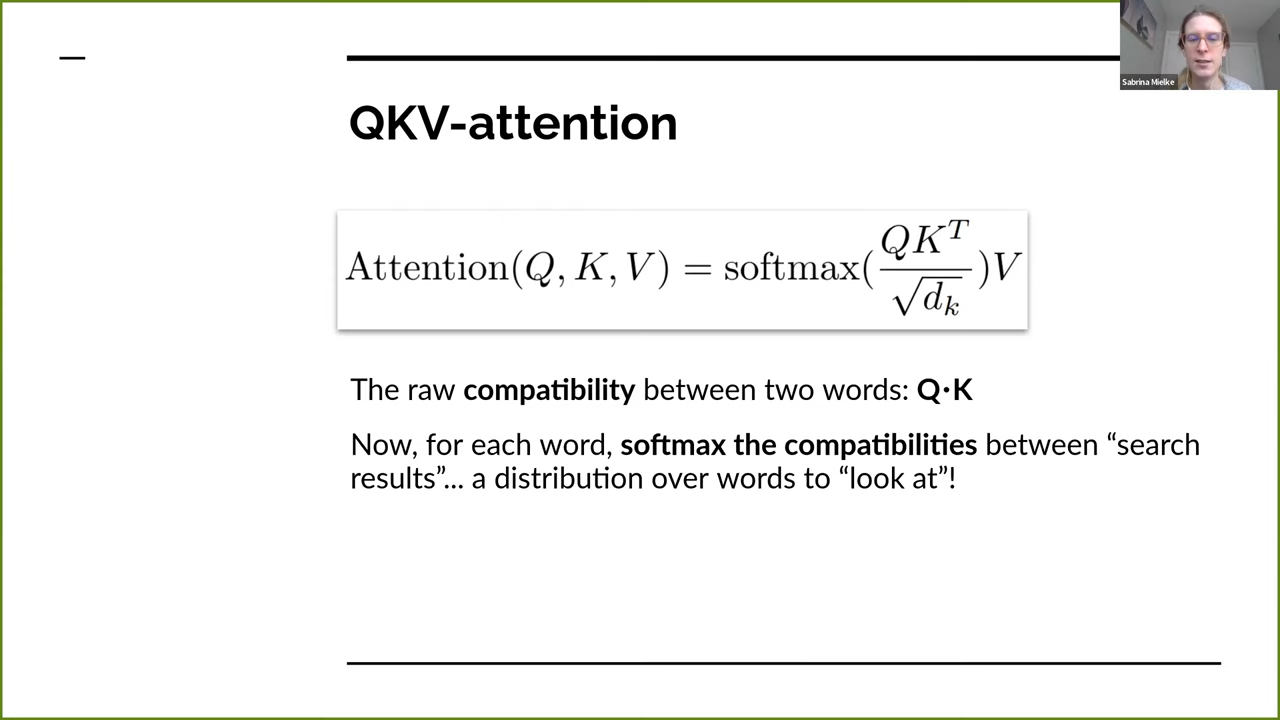 Sabrina Mielke
QKV-attention
Attention(Q, K, V) = softmax(QK^T / √d_k)V
The raw compatibility between two words: Q·K
Now, for each word, softmax the compatibilities between “search
results”... a distribution over words to “look at”!